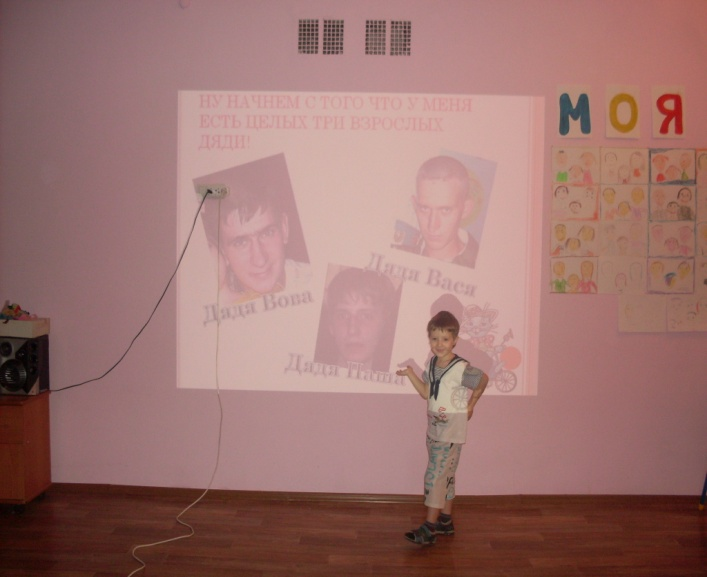 НУ НАЧНЕМ С ТОГО ЧТО У МЕНЯ
ЕСТЬ ЦЕЛЫХ ТРИ ВЗРОСЛЫХ
ДЯДИ!
МОЯ
Дядя Вася
Дядя Вова
Дядя Паша